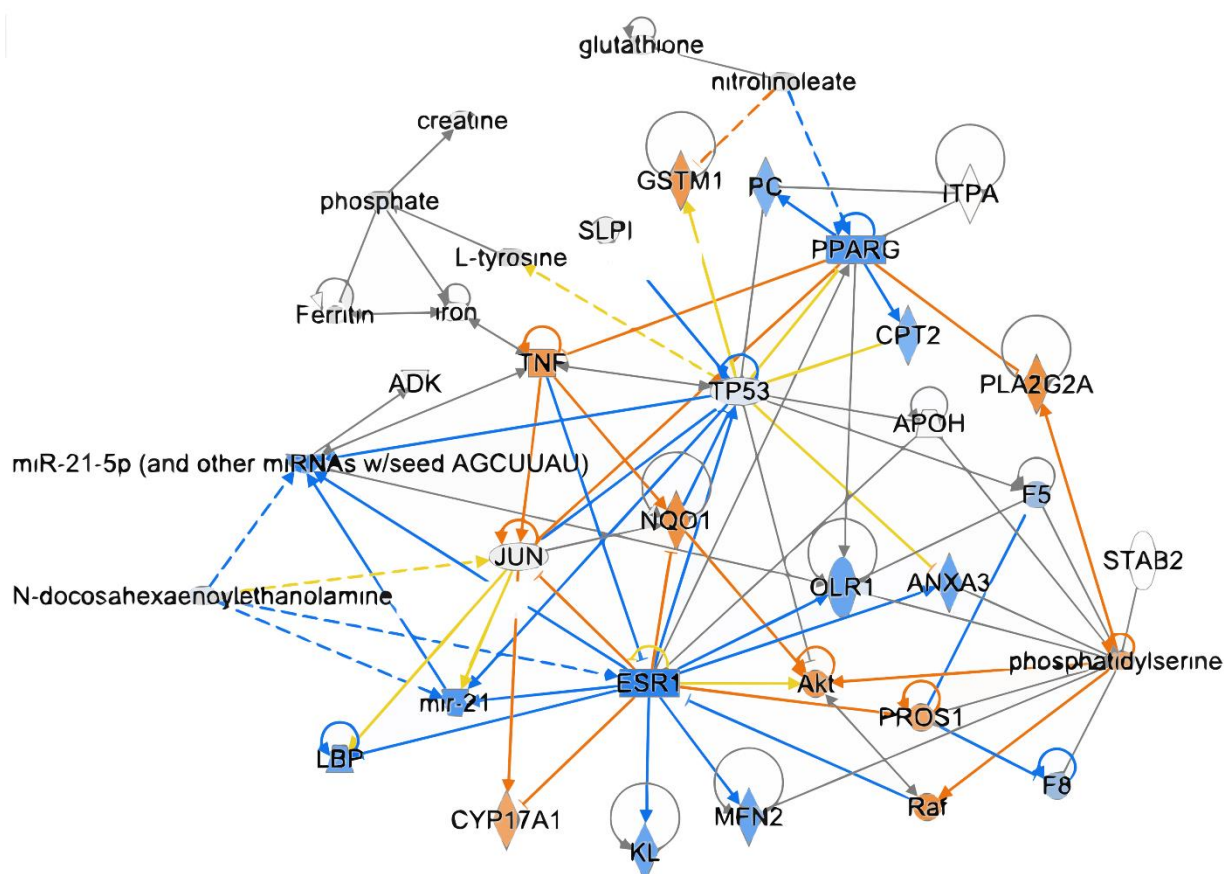 glutathione
nitrolinoleate
creatine
GSTM1
PC
ITPA
phosphate
SLPI
PPARG
L-tyrosine
Ferritin
iron
CPT2
TNF
ADK
TP53
PLA2G2A
APOH
miR-21-5p (and other miRNAs w/seed AGCUUAU)
F5
NQO1
JUN
STAB2
OLR1
ANXA3
N-docosahexaenoylethanolamine
phosphatidylserine
ESR1
Akt
mir-21
PROS1
LBP
F8
CYP17A1
Raf
MFN2
KL